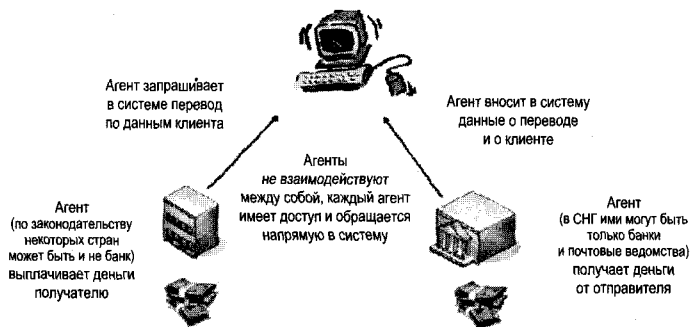 Агент запрашивает
в системе перевод
по данным клиента
Агент вносит в систему
данные о переводе
и о клиенте
Агенты
не взаимодействуют
между собой, каждый агент
имеет доступ и обращается
напрямую в систему
Агент
(по законодательству
некоторых стран
может быть и не банк)
выплачивает деньги
получателю
Агент
(в СНГ ими могут быть
только банки
и почтовые ведомства)
получает деньги
от отправителя